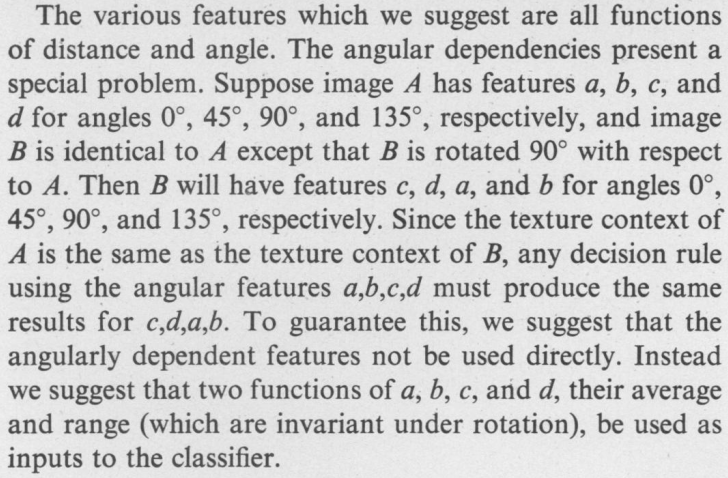 The various features which we suggest are all functions
of distance and angle. The angular dependencies present a
special problem. Suppose image A has features a, b, c, and
d for angles 0°, 45°, 90°, and 135°, respectively, and image
B is identical to A except that B is rotated 90° with respect
to A. Then B will have features c, d, a, and b for angles 0°,
45°, 90°, and 135°, respectively. Since the texture context of
A is the same as the texture context of B, any decision rule
using the angular features a,b,c,d must produce the same
results for c,d,a,b. To guarantee this, we suggest that the
angularly dependent features not be used directly. Instead
we suggest that two functions of a, b, c, and d, their average
and range (which are invariant under rotation), be used as
inputs to the classifier.